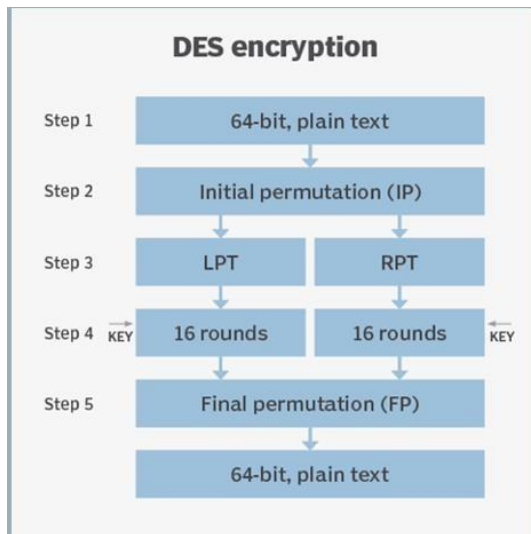 DES encryption
Step 1 64-bit, plain text
Step 2 Initial permutation (IP)
Step 3 LPT RPT
Step 4 KEY 16 rounds 16 rounds KEY
Step 5 Final permutation (FP)
64-bit, plain text